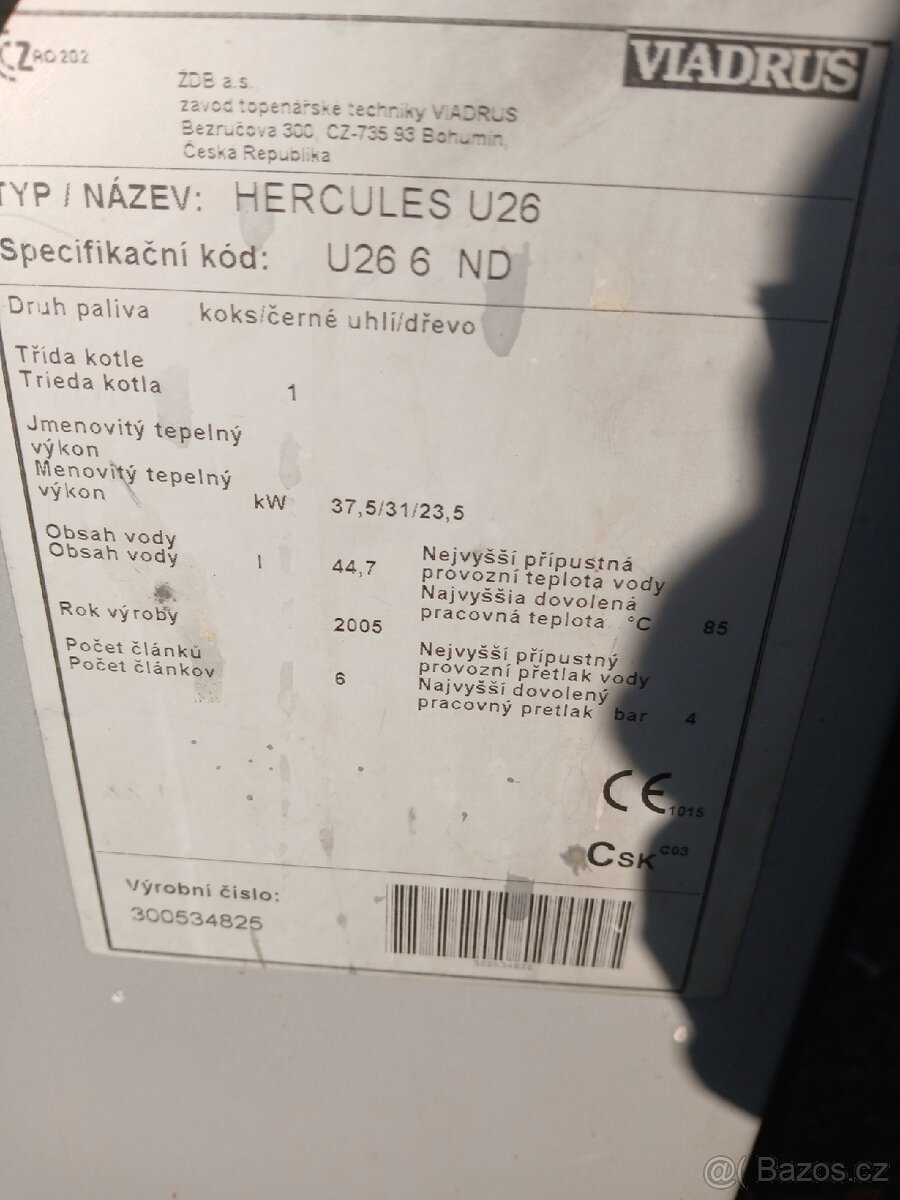 CZ AO 202
VIADRUS
ŽDB a.s.
závod topenářské techniky VIADRUS
Bezručova 300, CZ-735 93 Bohumín,
Česká Republika
TYP / NÁZEV: HERCULES U26
Specifikační kód: U26 6 ND
Druh paliva koks/černé uhlí/dřevo
Třída kotle
Trieda kotla 1
Jmenovitý tepelný
výkon
Menovitý tepelný
výkon kW 37,5/31/23,5
Obsah vody
Obsah vody l 44,7
Nejvyšší přípustná
provozní teplota vody
Najvyššia dovolená
pracovná teplota °C 85
Rok výroby 2005
Počet článků
Počet článkov 6
Nejvyšší přípustný
provozní přetlak vody
Najvyšší dovolený
pracovný pretlak bar 4
CE 1015
CSK C03
Výrobní číslo:
300534825
@( Bazos.cz